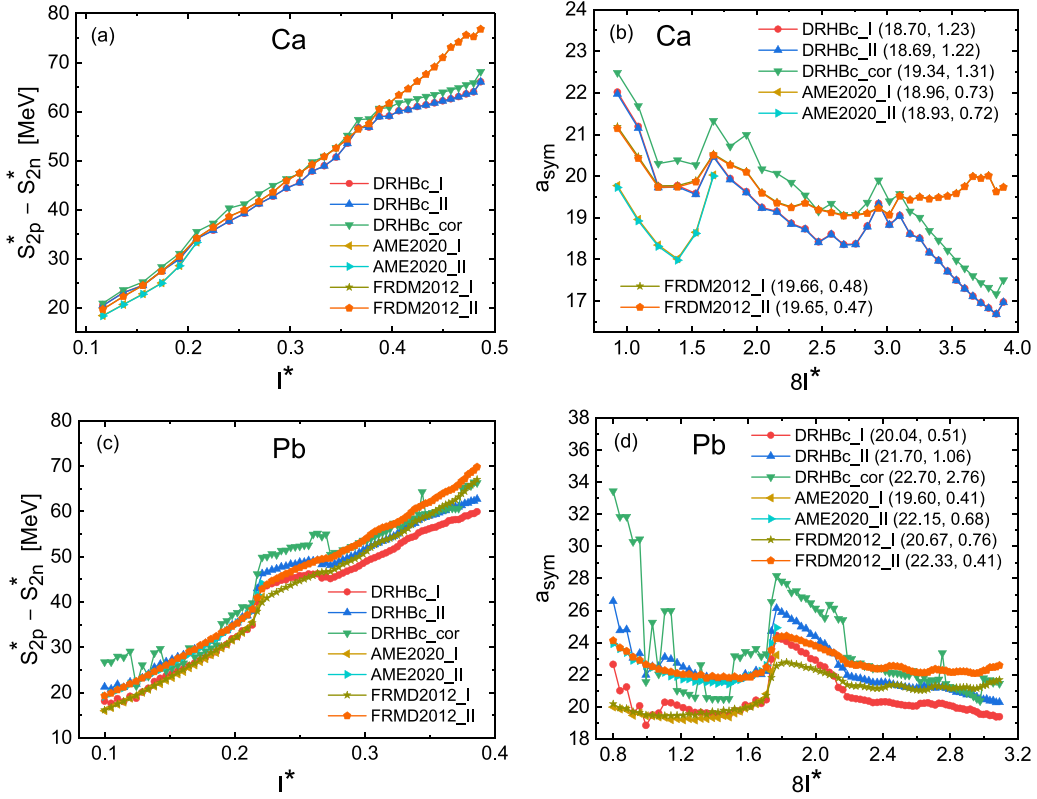 (a)
Ca
S*2p − S*2n [MeV]
80
70
60
50
40
30
20
DRHBc_I
DRHBc_II
DRHBc_cor
AME2020_I
AME2020_II
FRDM2012_I
FRDM2012_II
0.1
0.2
0.3
0.4
0.5
I*
(b)
Ca
asym
24
23
22
21
20
19
18
17
DRHBc_I (18.70, 1.23)
DRHBc_II (18.69, 1.22)
DRHBc_cor (19.34, 1.31)
AME2020_I (18.96, 0.73)
AME2020_II (18.93, 0.72)
FRDM2012_I (19.66, 0.48)
FRDM2012_II (19.65, 0.47)
1.0
1.5
2.0
2.5
3.0
3.5
4.0
8I*
(c)
Pb
S*2p − S*2n [MeV]
80
70
60
50
40
30
20
10
DRHBc_I
DRHBc_II
DRHBc_cor
AME2020_I
AME2020_II
FRMD2012_I
FRMD2012_II
0.1
0.2
0.3
0.4
I*
(d)
Pb
asym
38
36
34
32
30
28
26
24
22
20
18
DRHBc_I (20.04, 0.51)
DRHBc_II (21.70, 1.06)
DRHBc_cor (22.70, 2.76)
AME2020_I (19.60, 0.41)
AME2020_II (22.15, 0.68)
FRDM2012_I (20.67, 0.76)
FRDM2012_II (22.33, 0.41)
0.8
1.2
1.6
2.0
2.4
2.8
3.2
8I*